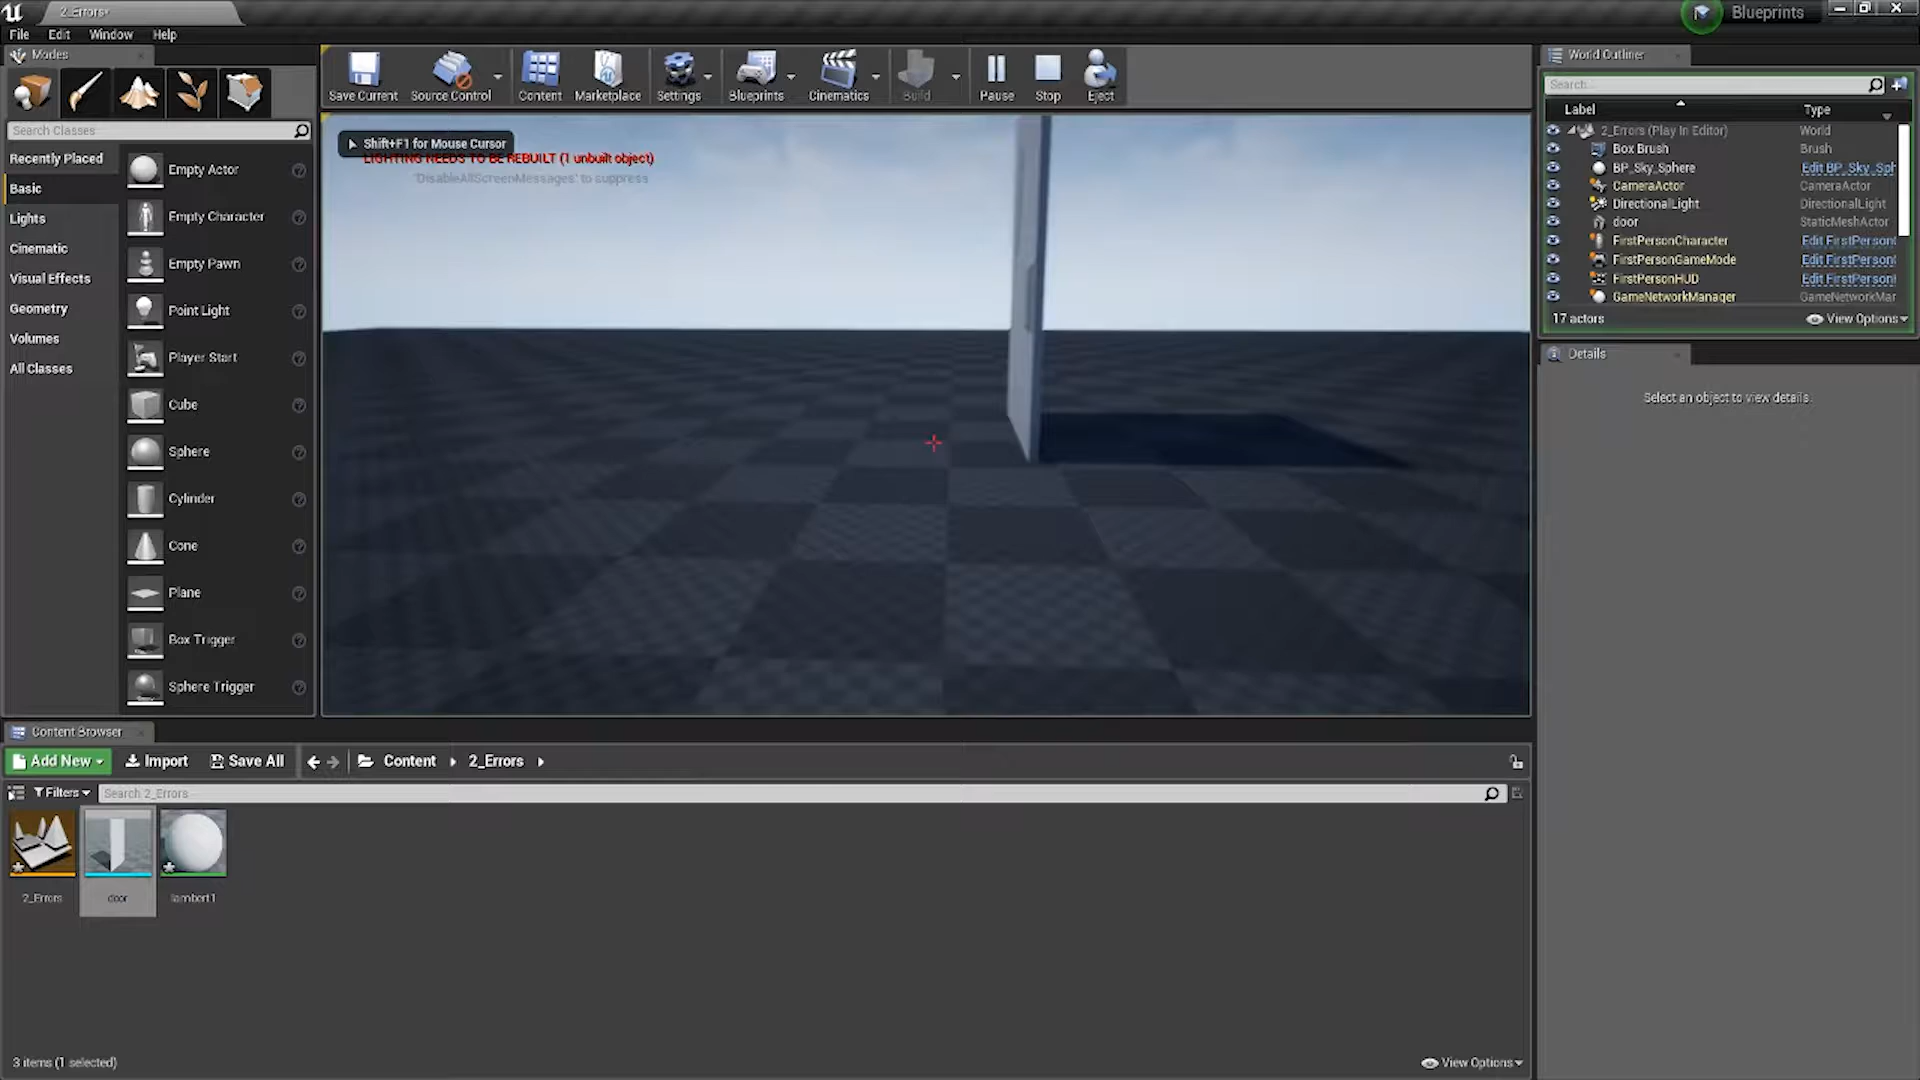 2_Errors*
Blueprints
File Edit Window Help
Modes
Search Classes
Recently Placed
Basic
Lights
Cinematic
Visual Effects
Geometry
Volumes
All Classes
Empty Actor
Empty Character
Empty Pawn
Point Light
Player Start
Cube
Sphere
Cylinder
Cone
Plane
Box Trigger
Sphere Trigger
Save Current
Source Control
Content
Marketplace
Settings
Blueprints
Cinematics
Build
Pause
Stop
Eject
Shift+F1 for Mouse Cursor
LIGHTING NEEDS TO BE REBUILT (1 unbuilt object)
'DisableAllScreenMessages' to suppress
World Outliner
Search...
Label Type
2_Errors (Play In Editor) World
Box Brush Brush
BP_Sky_Sphere Edit BP_Sky_Sph
CameraActor CameraActor
DirectionalLight DirectionalLight
door StaticMeshActor
FirstPersonCharacter Edit FirstPerson
FirstPersonGameMode Edit FirstPerson
FirstPersonHUD Edit FirstPerson
GameNetworkManager GameNetworkMar
17 actors View Options
Details
Select an object to view details.
Content Browser
Add New Import Save All Content 2_Errors
Filters Search 2_Errors
2_Errors
door
lambert1
3 items (1 selected) View Options